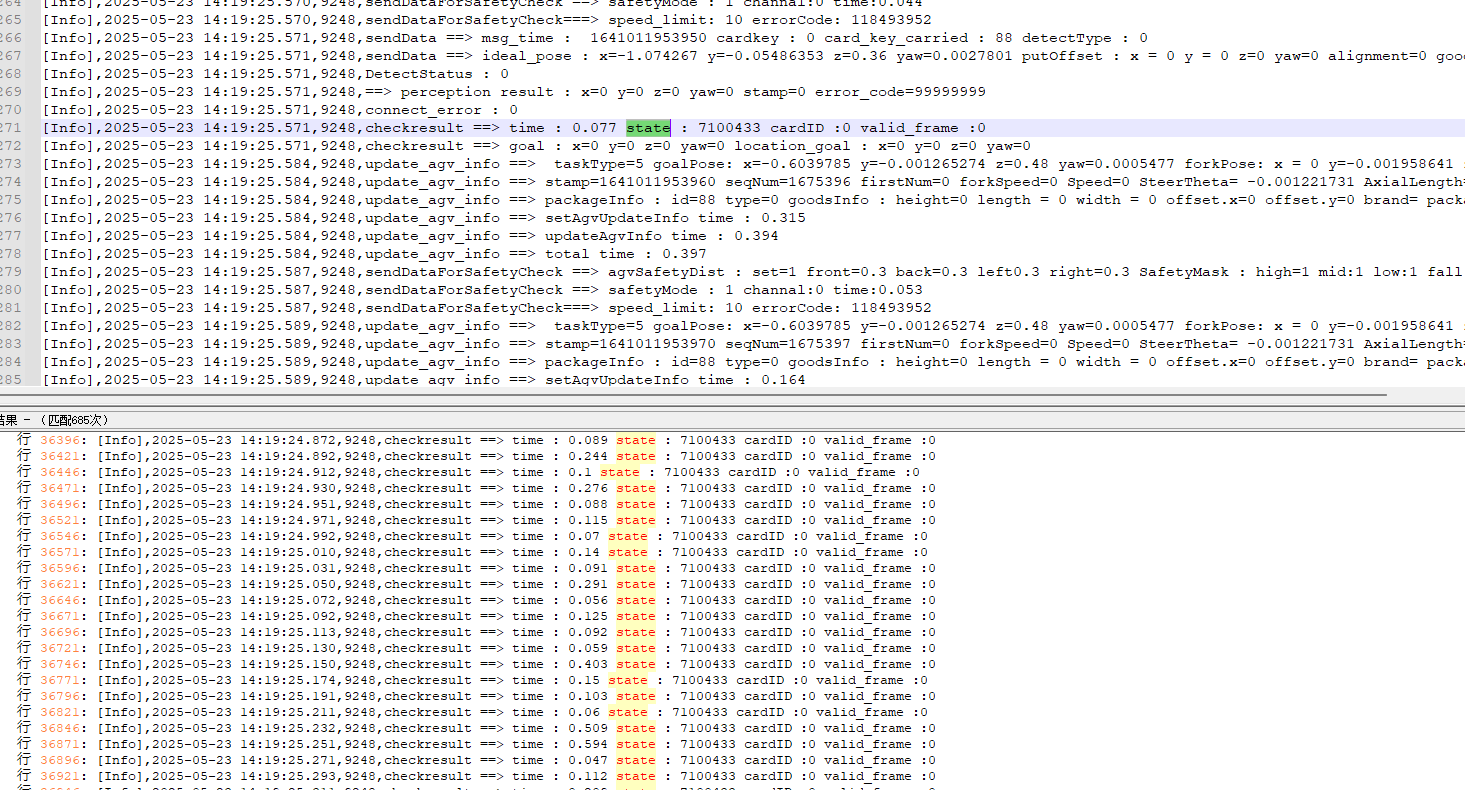 264 [Info],2025-05-23 14:19:25.570,9248,sendDataForSafetyCheck ==> safetyMode : 1 channal:0 time:0.044
265 [Info],2025-05-23 14:19:25.570,9248,sendDataForSafetyCheck===> speed_limit: 10 errorCode: 118493952
266 [Info],2025-05-23 14:19:25.571,9248,sendData ==> msg_time :  1641011953950 cardkey : 0 card_key_carried : 88 detectType : 0
267 [Info],2025-05-23 14:19:25.571,9248,sendData ==> ideal_pose : x=-1.074267 y=-0.05486353 z=0.36 yaw=0.0027801 putOffset : x = 0 y = 0 z=0 yaw=0 alignment=0 goo
268 [Info],2025-05-23 14:19:25.571,9248,DetectStatus : 0
269 [Info],2025-05-23 14:19:25.571,9248,==> perception result : x=0 y=0 z=0 yaw=0 stamp=0 error_code=99999999
270 [Info],2025-05-23 14:19:25.571,9248,connect_error : 0
271 [Info],2025-05-23 14:19:25.571,9248,checkresult ==> time : 0.077 state : 7100433 cardID :0 valid_frame :0
272 [Info],2025-05-23 14:19:25.571,9248,checkresult ==> goal : x=0 y=0 z=0 yaw=0 location_goal : x=0 y=0 z=0 yaw=0
273 [Info],2025-05-23 14:19:25.584,9248,update_agv_info ==>  taskType=5 goalPose: x=-0.6039785 y=-0.001265274 z=0.48 yaw=0.0005477 forkPose: x = 0 y=-0.001958641
274 [Info],2025-05-23 14:19:25.584,9248,update_agv_info ==> stamp=1641011953960 seqNum=1675396 firstNum=0 forkSpeed=0 Speed=0 SteerTheta= -0.001221731 AxialLength=
275 [Info],2025-05-23 14:19:25.584,9248,update_agv_info ==> packageInfo : id=88 type=0 goodsInfo : height=0 length = 0 width = 0 offset.x=0 offset.y=0 brand= packa
276 [Info],2025-05-23 14:19:25.584,9248,update_agv_info ==> setAgvUpdateInfo time : 0.315
277 [Info],2025-05-23 14:19:25.584,9248,update_agv_info ==> updateAgvInfo time : 0.394
278 [Info],2025-05-23 14:19:25.584,9248,update_agv_info ==> total time : 0.397
279 [Info],2025-05-23 14:19:25.587,9248,sendDataForSafetyCheck ==> agvSafetyDist : set=1 front=0.3 back=0.3 left0.3 right=0.3 SafetyMask : high=1 mid:1 low:1 fall
280 [Info],2025-05-23 14:19:25.587,9248,sendDataForSafetyCheck ==> safetyMode : 1 channal:0 time:0.053
281 [Info],2025-05-23 14:19:25.587,9248,sendDataForSafetyCheck===> speed_limit: 10 errorCode: 118493952
282 [Info],2025-05-23 14:19:25.589,9248,update_agv_info ==>  taskType=5 goalPose: x=-0.6039785 y=-0.001265274 z=0.48 yaw=0.0005477 forkPose: x = 0 y=-0.001958641
283 [Info],2025-05-23 14:19:25.589,9248,update_agv_info ==> stamp=1641011953970 seqNum=1675397 firstNum=0 forkSpeed=0 Speed=0 SteerTheta= -0.001221731 AxialLength=
284 [Info],2025-05-23 14:19:25.589,9248,update_agv_info ==> packageInfo : id=88 type=0 goodsInfo : height=0 length = 0 width = 0 offset.x=0 offset.y=0 brand= packa
285 [Info],2025-05-23 14:19:25.589,9248,update_agv_info ==> setAgvUpdateInfo time : 0.164
结果 - （匹配685次）
行 36396: [Info],2025-05-23 14:19:24.872,9248,checkresult ==> time : 0.089 state : 7100433 cardID :0 valid_frame :0
行 36421: [Info],2025-05-23 14:19:24.892,9248,checkresult ==> time : 0.244 state : 7100433 cardID :0 valid_frame :0
行 36446: [Info],2025-05-23 14:19:24.912,9248,checkresult ==> time : 0.1 state : 7100433 cardID :0 valid_frame :0
行 36471: [Info],2025-05-23 14:19:24.930,9248,checkresult ==> time : 0.276 state : 7100433 cardID :0 valid_frame :0
行 36496: [Info],2025-05-23 14:19:24.951,9248,checkresult ==> time : 0.088 state : 7100433 cardID :0 valid_frame :0
行 36521: [Info],2025-05-23 14:19:24.971,9248,checkresult ==> time : 0.115 state : 7100433 cardID :0 valid_frame :0
行 36546: [Info],2025-05-23 14:19:24.992,9248,checkresult ==> time : 0.07 state : 7100433 cardID :0 valid_frame :0
行 36571: [Info],2025-05-23 14:19:25.010,9248,checkresult ==> time : 0.14 state : 7100433 cardID :0 valid_frame :0
行 36596: [Info],2025-05-23 14:19:25.031,9248,checkresult ==> time : 0.091 state : 7100433 cardID :0 valid_frame :0
行 36621: [Info],2025-05-23 14:19:25.050,9248,checkresult ==> time : 0.291 state : 7100433 cardID :0 valid_frame :0
行 36646: [Info],2025-05-23 14:19:25.072,9248,checkresult ==> time : 0.056 state : 7100433 cardID :0 valid_frame :0
行 36671: [Info],2025-05-23 14:19:25.092,9248,checkresult ==> time : 0.125 state : 7100433 cardID :0 valid_frame :0
行 36696: [Info],2025-05-23 14:19:25.113,9248,checkresult ==> time : 0.092 state : 7100433 cardID :0 valid_frame :0
行 36721: [Info],2025-05-23 14:19:25.130,9248,checkresult ==> time : 0.059 state : 7100433 cardID :0 valid_frame :0
行 36746: [Info],2025-05-23 14:19:25.150,9248,checkresult ==> time : 0.403 state : 7100433 cardID :0 valid_frame :0
行 36771: [Info],2025-05-23 14:19:25.174,9248,checkresult ==> time : 0.15 state : 7100433 cardID :0 valid_frame :0
行 36796: [Info],2025-05-23 14:19:25.191,9248,checkresult ==> time : 0.103 state : 7100433 cardID :0 valid_frame :0
行 36821: [Info],2025-05-23 14:19:25.211,9248,checkresult ==> time : 0.06 state : 7100433 cardID :0 valid_frame :0
行 36846: [Info],2025-05-23 14:19:25.232,9248,checkresult ==> time : 0.509 state : 7100433 cardID :0 valid_frame :0
行 36871: [Info],2025-05-23 14:19:25.251,9248,checkresult ==> time : 0.594 state : 7100433 cardID :0 valid_frame :0
行 36896: [Info],2025-05-23 14:19:25.271,9248,checkresult ==> time : 0.047 state : 7100433 cardID :0 valid_frame :0
行 36921: [Info],2025-05-23 14:19:25.293,9248,checkresult ==> time : 0.112 state : 7100433 cardID :0 valid_frame :0